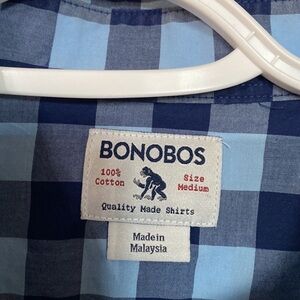 BONOBOS
100% Size
Cotton Medium
Quality Made Shirts
Made in
Malaysia